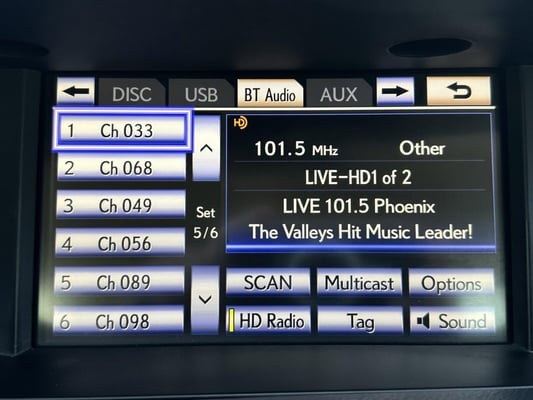 DISC USB BT Audio AUX
1 Ch 033
2 Ch 068
3 Ch 049
4 Ch 056
5 Ch 089
6 Ch 098
Set
5/6
HD
101.5 MHz Other
LIVE-HD1 of 2
LIVE 101.5 Phoenix
The Valleys Hit Music Leader!
SCAN Multicast Options
HD Radio Tag Sound